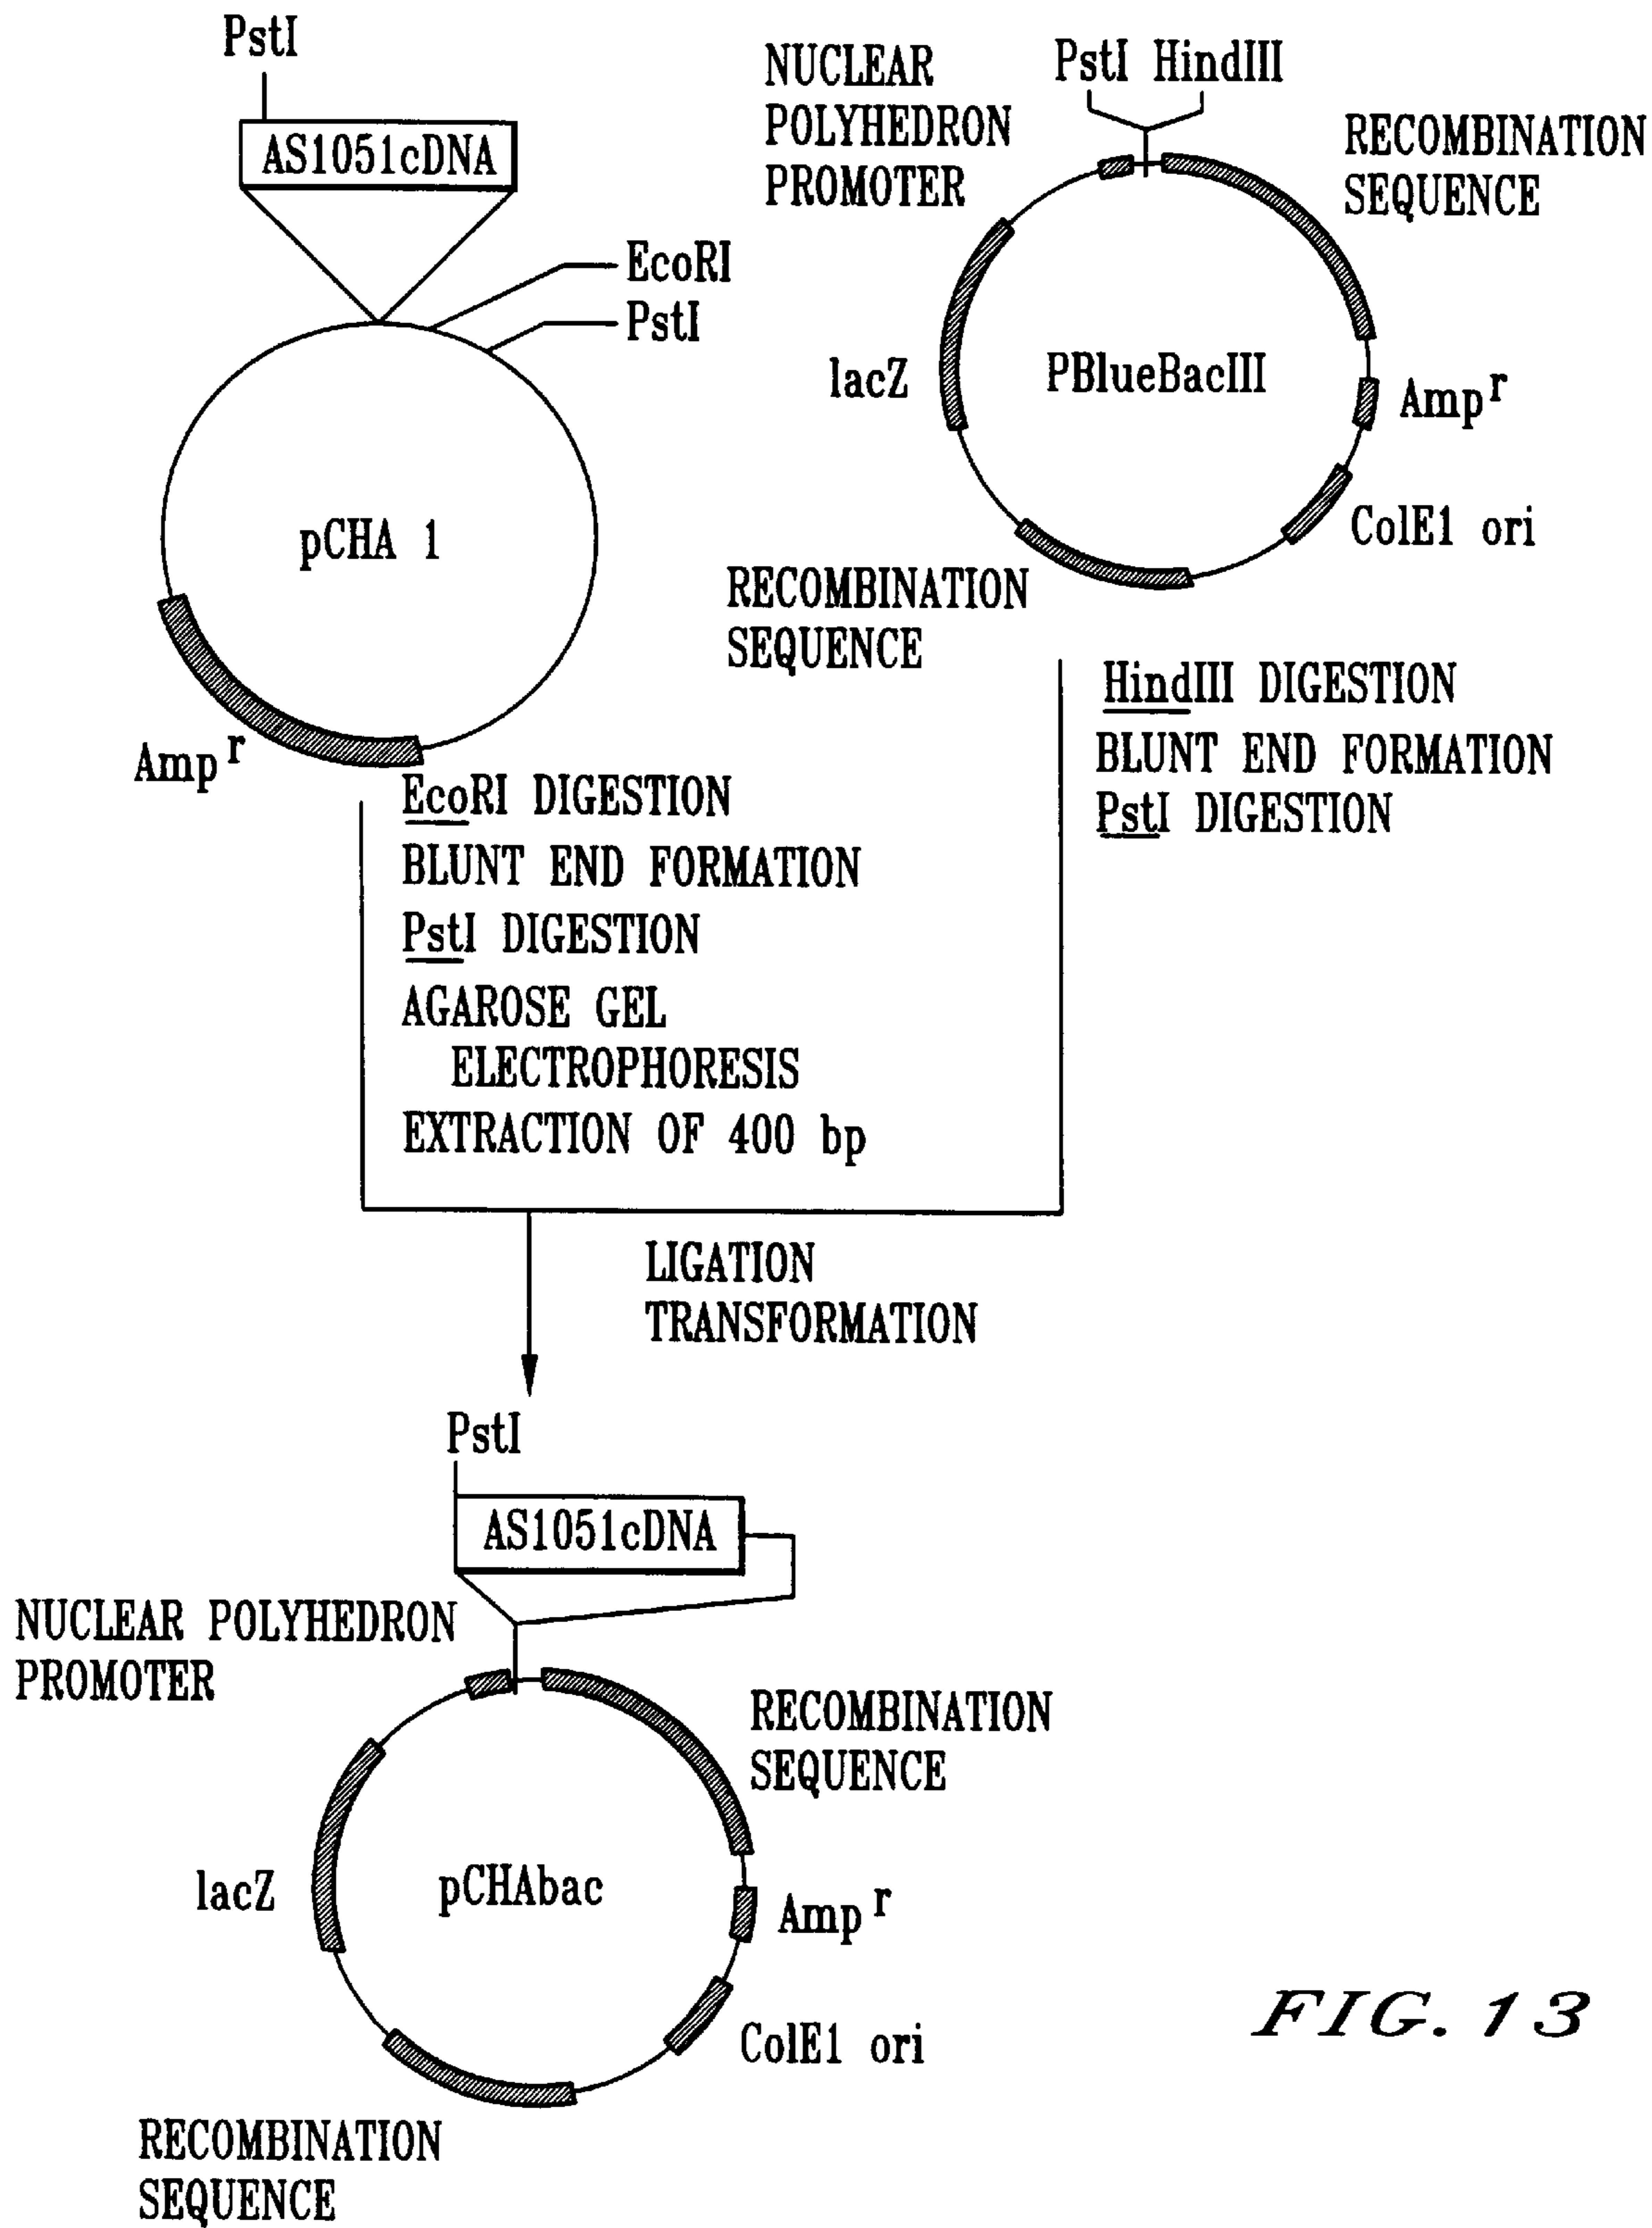 PstI
AS1051cDNA
EcoRI
PstI
pCHA 1
Amp r
NUCLEAR
POLYHEDRON
PROMOTER
PstI HindIII
RECOMBINATION
SEQUENCE
lacZ
PBlueBacIII
Amp r
ColE1 ori
RECOMBINATION
SEQUENCE
EcoRI DIGESTION
BLUNT END FORMATION
PstI DIGESTION
AGAROSE GEL
ELECTROPHORESIS
EXTRACTION OF 400 bp
HindIII DIGESTION
BLUNT END FORMATION
PstI DIGESTION
LIGATION
TRANSFORMATION
PstI
AS1051cDNA
NUCLEAR POLYHEDRON
PROMOTER
RECOMBINATION
SEQUENCE
lacZ
pCHAbac
Amp r
ColE1 ori
RECOMBINATION
SEQUENCE
FIG. 13